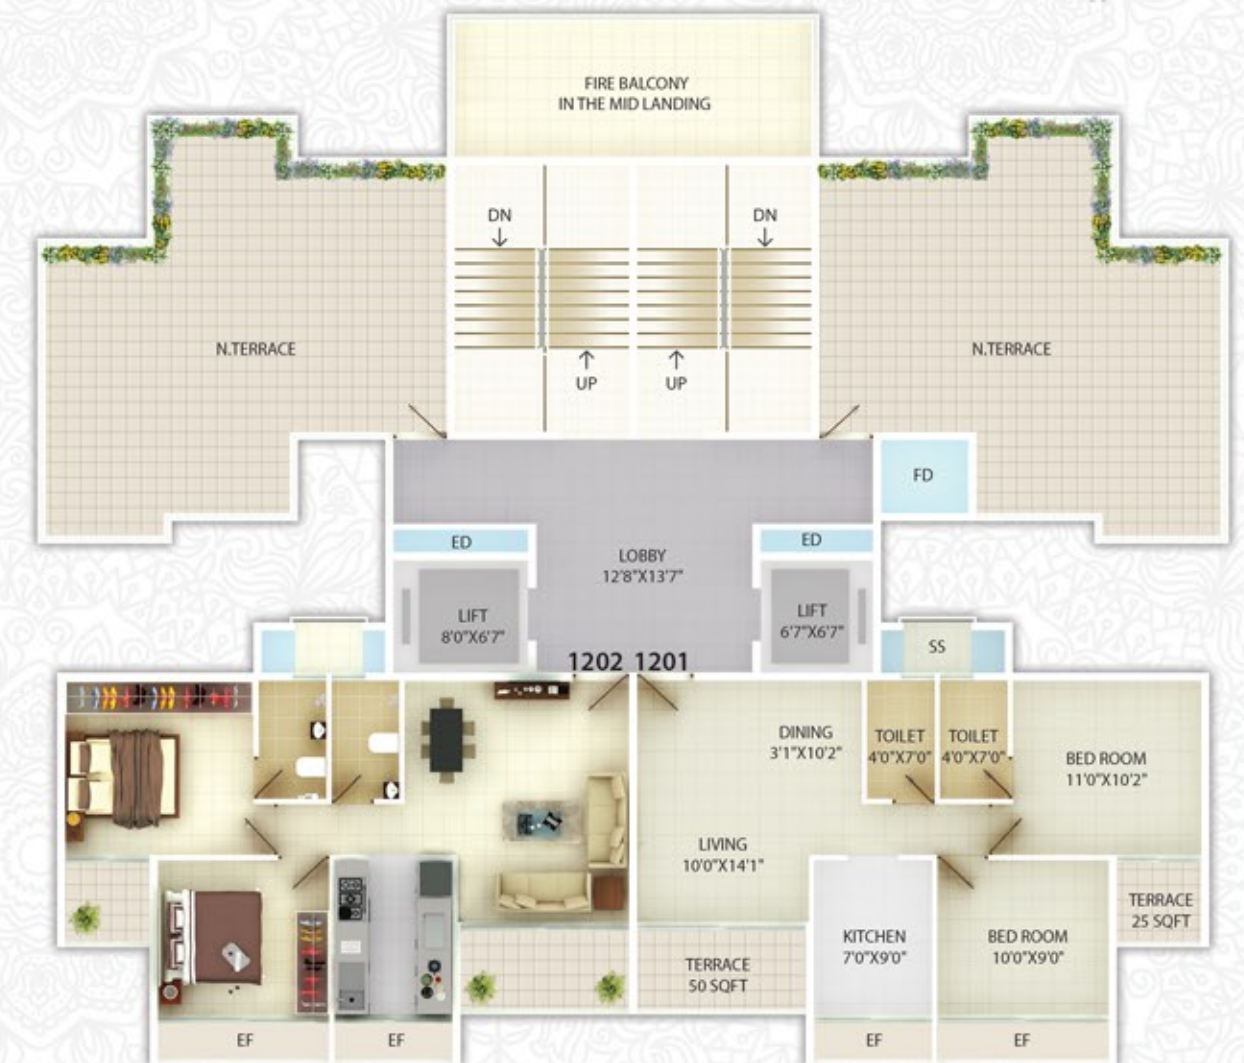 FIRE BALCONY
IN THE MID LANDING
DN
DN
N.TERRACE
N.TERRACE
UP
UP
FD
ED
ED
LOBBY
12'8"X13'7"
LIFT
8'0"X6'7"
LIFT
6'7"X6'7"
SS
1202 1201
DINING
3'1"X10'2"
TOILET
4'0"X7'0"
TOILET
4'0"X7'0"
BED ROOM
11'0"X10'2"
LIVING
10'0"X14'1"
TERRACE
25 SQFT
KITCHEN
7'0"X9'0"
BED ROOM
10'0"X9'0"
TERRACE
50 SQFT
EF
EF
EF
EF